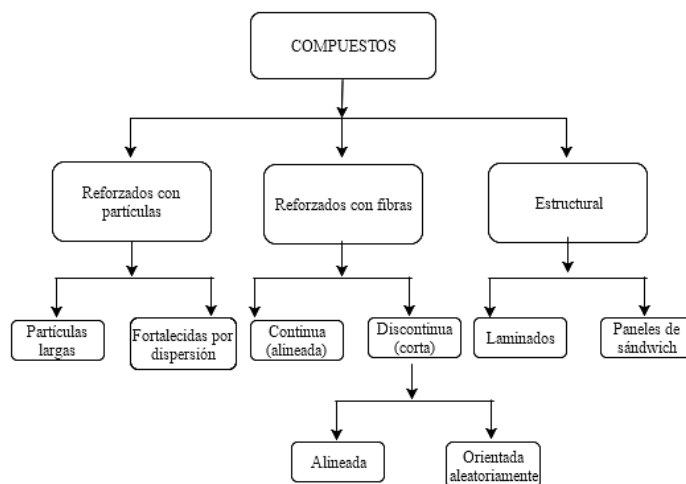 COMPUESTOS
Reforzados con
partículas
Reforzados con fibras
Estructural
Partículas
largas
Fortalecidas por
dispersión
Continua
(alineada)
Discontinua
(corta)
Laminados
Paneles de
sándwich
Alineada
Orientada
aleatoriamente